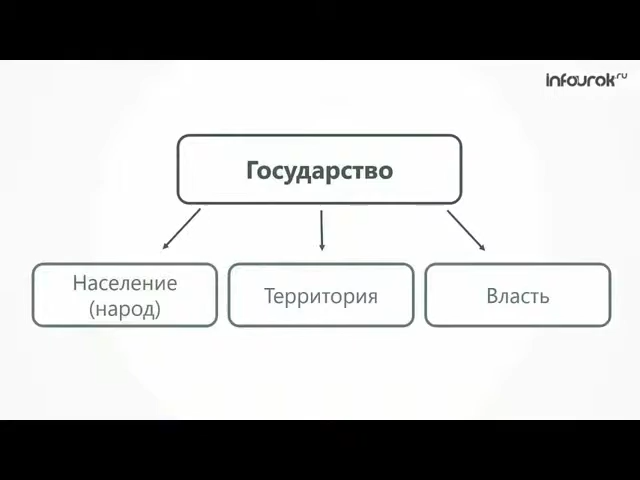 infourok.ru
Государство
Население
(народ)
Территория
Власть